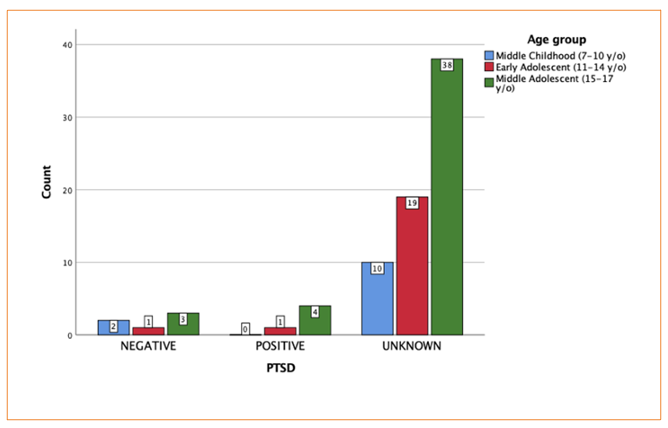 Age group
Middle Childhood (7-10 y/o)
Early Adolescent (11-14 y/o)
Middle Adolescent (15-17
y/o)
Count
40
30
20
10
0
2
1
3
0
1
4
10
19
38
NEGATIVE
POSITIVE
UNKNOWN
PTSD